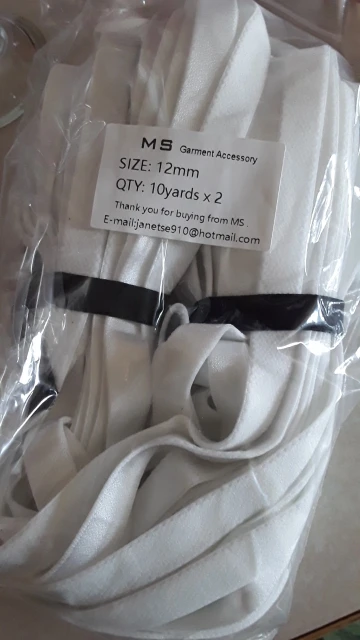 MS Garment Accessory
SIZE: 12mm
QTY: 10yards x 2
Thank you for buying from MS .
E-mail:janetse910@hotmail.com